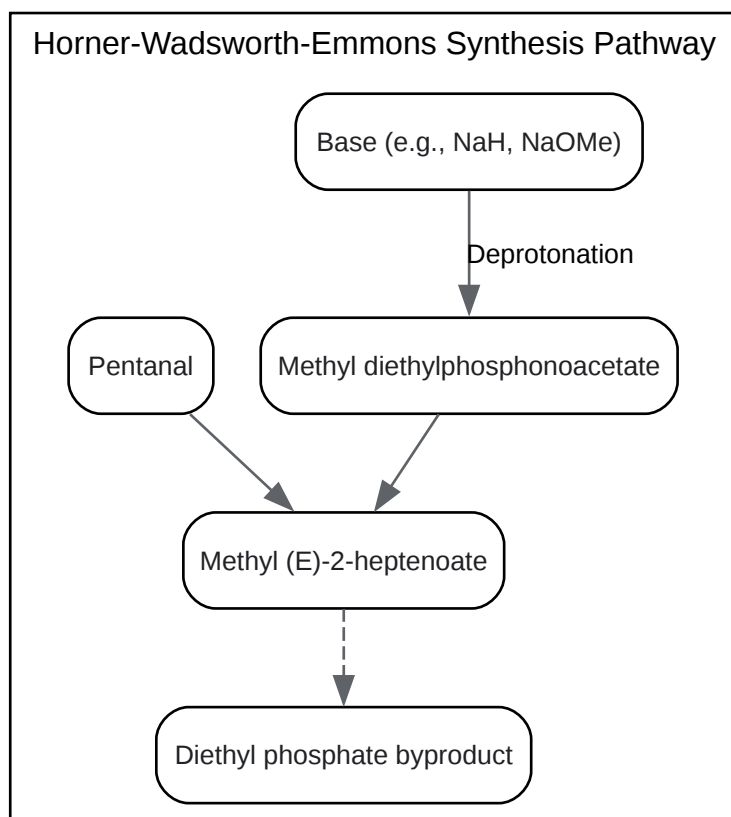 Horner-Wadsworth-Emmons Synthesis Pathway
Base (e.g., NaH, NaOMe)
Deprotonation
Pentanal
Methyl diethylphosphonoacetate
Methyl (E)-2-heptenoate
Diethyl phosphate byproduct